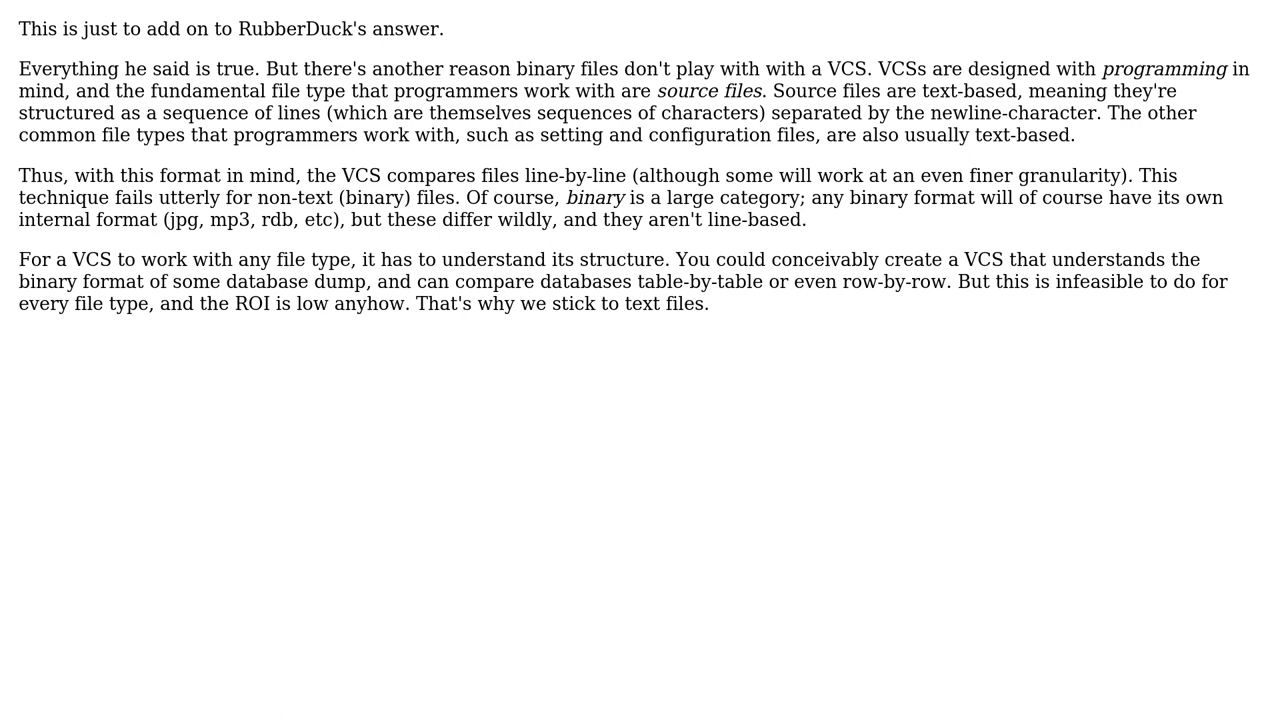 This is just to add on to RubberDuck's answer.
Everything he said is true. But there's another reason binary files don't play with with a VCS. VCSs are designed with programming in
mind, and the fundamental file type that programmers work with are source files. Source files are text-based, meaning they're
structured as a sequence of lines (which are themselves sequences of characters) separated by the newline-character. The other
common file types that programmers work with, such as setting and configuration files, are also usually text-based.
Thus, with this format in mind, the VCS compares files line-by-line (although some will work at an even finer granularity). This
technique fails utterly for non-text (binary) files. Of course, binary is a large category; any binary format will of course have its own
internal format (jpg, mp3, rdb, etc), but these differ wildly, and they aren't line-based.
For a VCS to work with any file type, it has to understand its structure. You could conceivably create a VCS that understands the
binary format of some database dump, and can compare databases table-by-table or even row-by-row. But this is infeasible to do for
every file type, and the ROI is low anyhow. That's why we stick to text files.